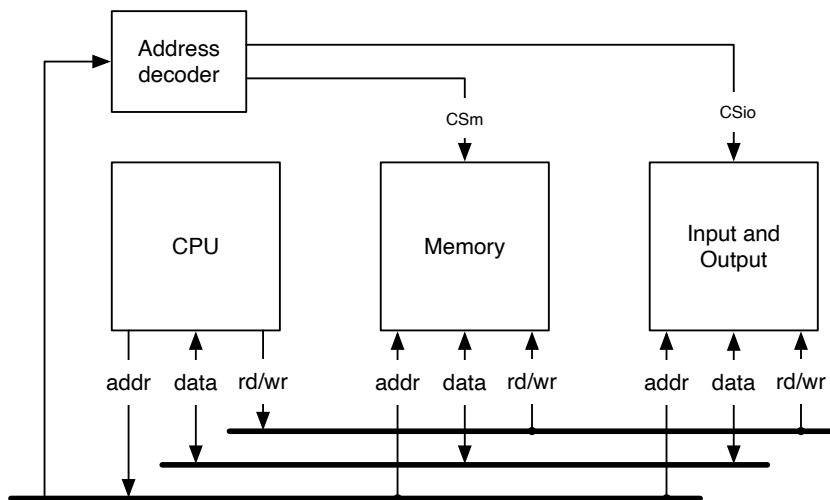 Address
decoder
CSm
CSio
CPU
Memory
Input and
Output
addr
data
rd/wr
addr
data
rd/wr
addr
data
rd/wr